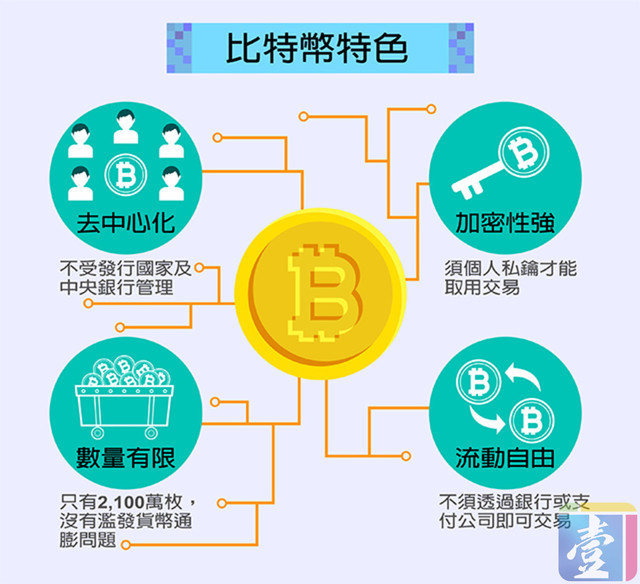 比特幣特色
去中心化
不受發行國家及
中央銀行管理
加密性強
須個人私鑰才能
取用交易
數量有限
只有2,100萬枚，
沒有濫發貨幣通
膨問題
流動自由
不須透過銀行或支
付公司即可交易
壹